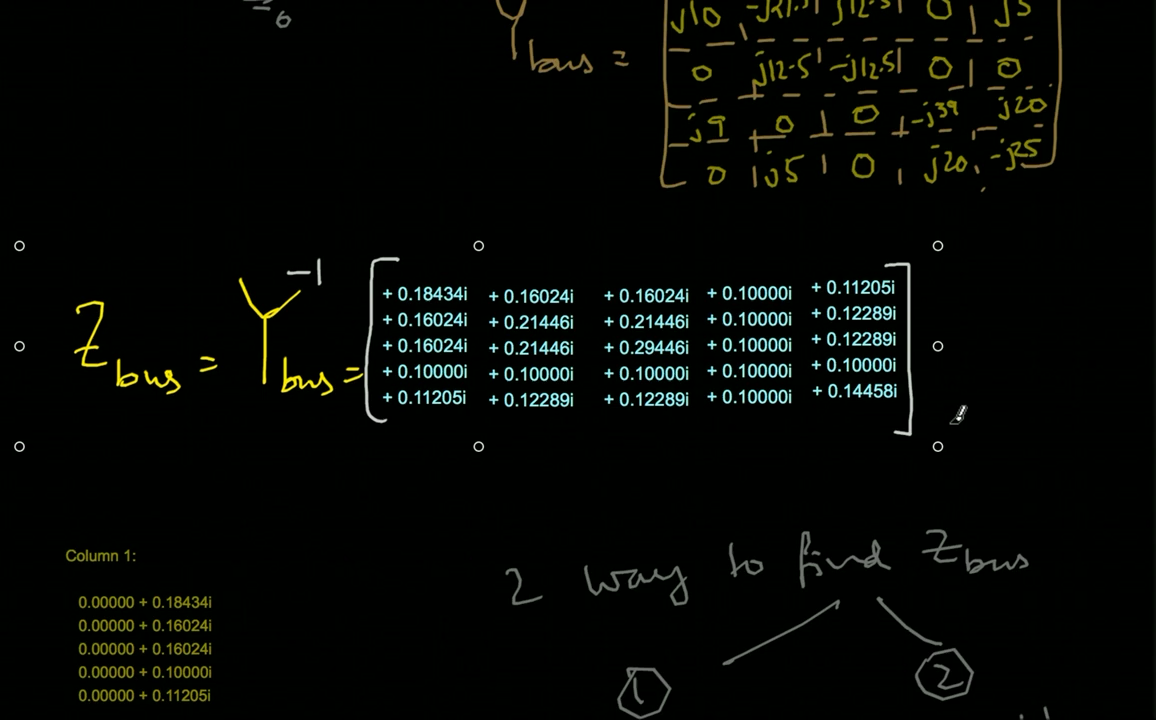 = 6
j10 -j27.5 j12.5 0 j5
Ybus =
0 j12.5 -j12.5 0 0
j9 0 0 -j39 j20
0 j5 0 j20 -j25
Zbus = Ybus^-1 =
+ 0.18434i + 0.16024i + 0.16024i + 0.10000i + 0.11205i
+ 0.16024i + 0.21446i + 0.21446i + 0.10000i + 0.12289i
+ 0.16024i + 0.21446i + 0.29446i + 0.10000i + 0.12289i
+ 0.10000i + 0.10000i + 0.10000i + 0.10000i + 0.10000i
+ 0.11205i + 0.12289i + 0.12289i + 0.10000i + 0.14458i
Column 1:
0.00000 + 0.18434i
0.00000 + 0.16024i
0.00000 + 0.16024i
0.00000 + 0.10000i
0.00000 + 0.11205i
2 way to find Zbus
1 2